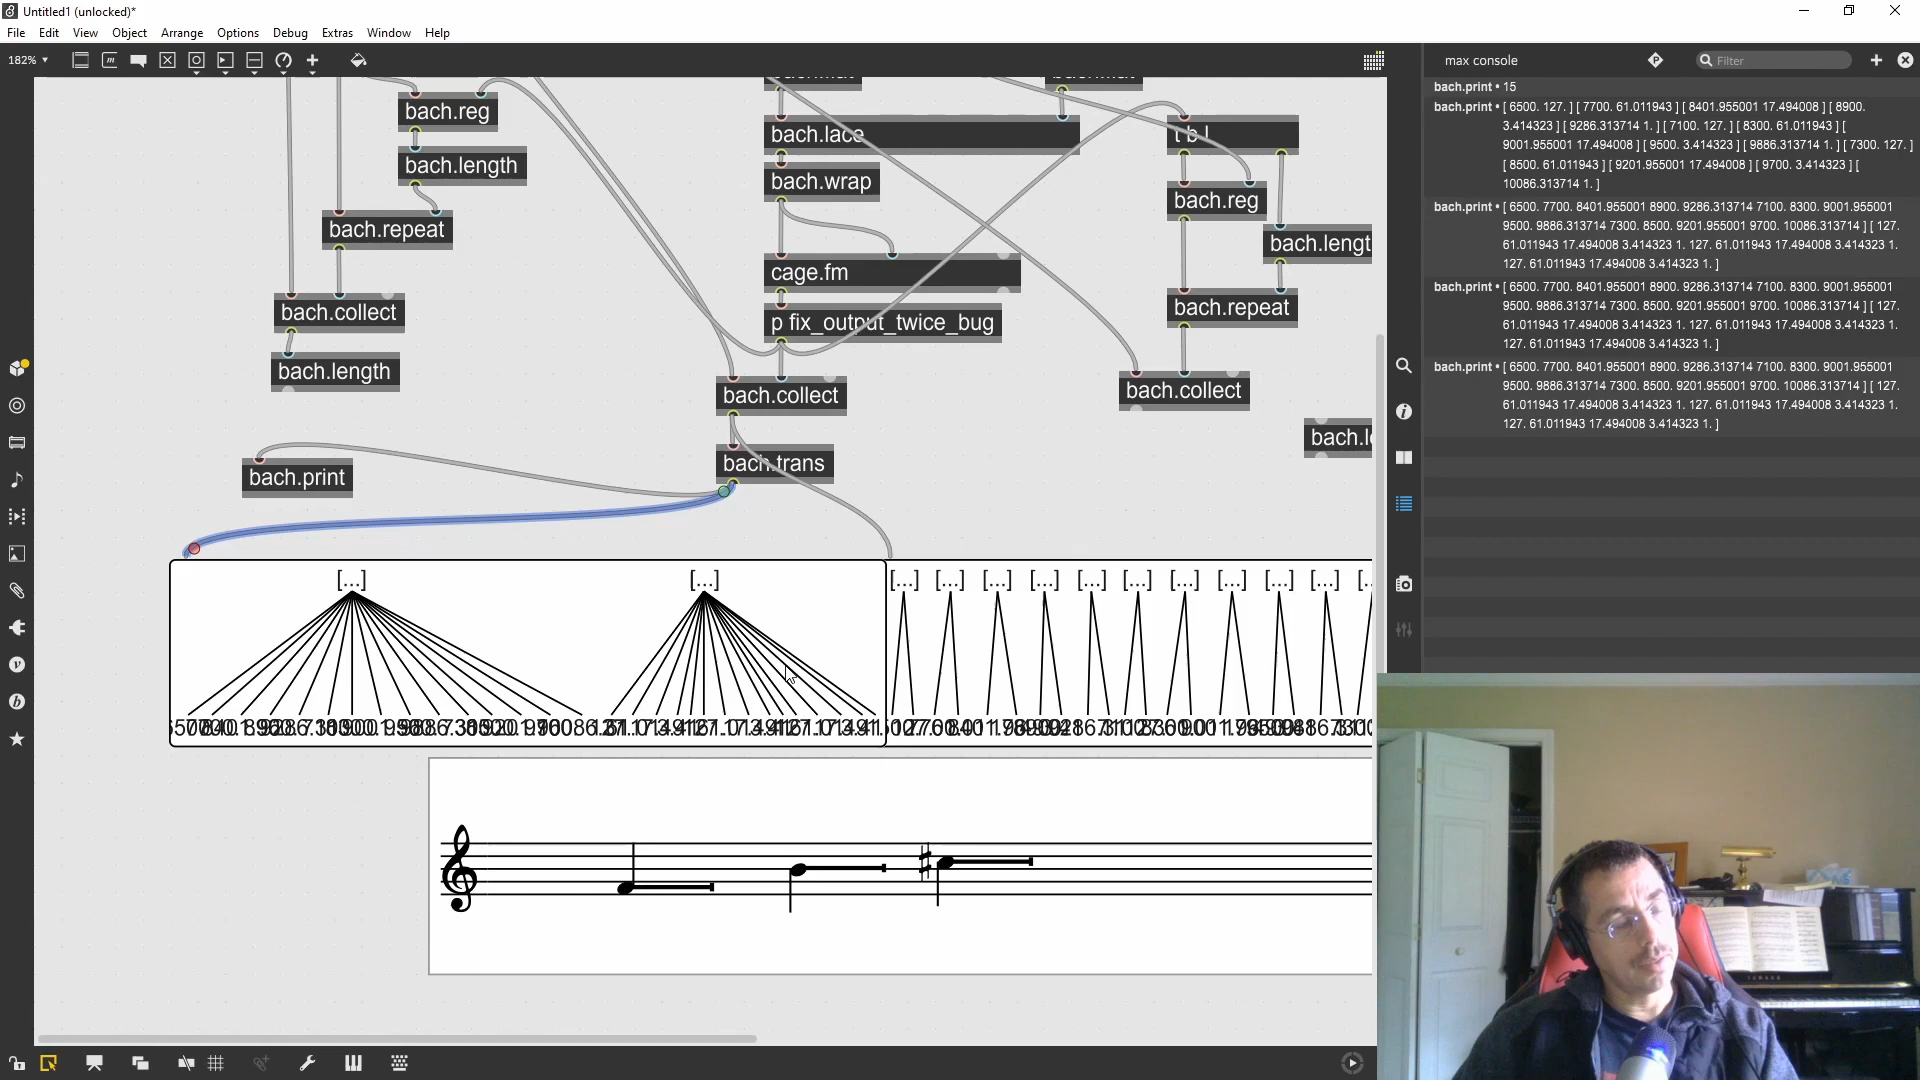 Untitled1 (unlocked)*
File Edit View Object Arrange Options Debug Extras Window Help
182%
max console
Filter
bach.print • 15
bach.print • [ 6500. 127. ] [ 7700. 61.011943 ] [ 8401.955001 17.494008 ] [ 8900.
3.414323 ] [ 9286.313714 1. ] [ 7100. 127. ] [ 8300. 61.011943 ] [
9001.955001 17.494008 ] [ 9500. 3.414323 ] [ 9886.313714 1. ] [ 7300. 127. ]
[ 8500. 61.011943 ] [ 9201.955001 17.494008 ] [ 9700. 3.414323 ] [
10086.313714 1. ]
bach.print • [ 6500. 7700. 8401.955001 8900. 9286.313714 7100. 8300. 9001.955001
9500. 9886.313714 7300. 8500. 9201.955001 9700. 10086.313714 ] [ 127.
61.011943 17.494008 3.414323 1. 127. 61.011943 17.494008 3.414323 1.
127. 61.011943 17.494008 3.414323 1. ]
bach.print • [ 6500. 7700. 8401.955001 8900. 9286.313714 7100. 8300. 9001.955001
9500. 9886.313714 7300. 8500. 9201.955001 9700. 10086.313714 ] [ 127.
61.011943 17.494008 3.414323 1. 127. 61.011943 17.494008 3.414323 1.
127. 61.011943 17.494008 3.414323 1. ]
bach.print • [ 6500. 7700. 8401.955001 8900. 9286.313714 7100. 8300. 9001.955001
9500. 9886.313714 7300. 8500. 9201.955001 9700. 10086.313714 ] [ 127.
61.011943 17.494008 3.414323 1. 127. 61.011943 17.494008 3.414323 1.
127. 61.011943 17.494008 3.414323 1. ]
bach.reg
bach.length
bach.repeat
bach.collect
bach.length
bach.print
bach.lace
bach.wrap
cage.fm
p fix_output_twice_bug
bach.collect
bach.trans
t b l
bach.reg
bach.lengt
bach.repeat
bach.collect
bach.l
[...] [...] [...] [...] [...] [...] [...] [...] [...] [...] [...] [...] [..
YAMAHA